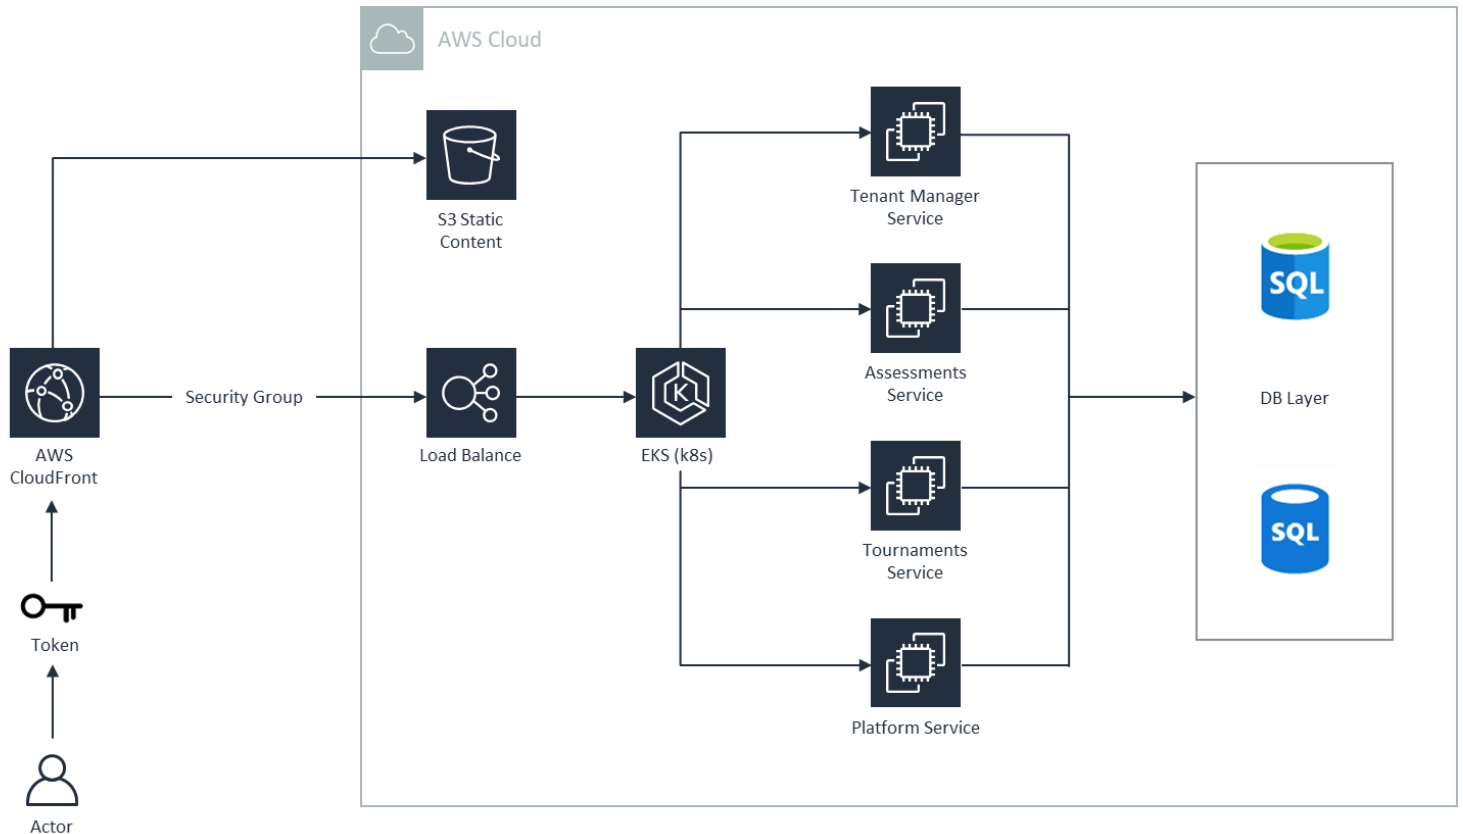 AWS Cloud
S3 Static
Content
AWS
CloudFront
Security Group
Load Balance
K
EKS (k8s)
Tenant Manager
Service
Assessments
Service
Tournaments
Service
Platform Service
SQL
DB Layer
SQL
Token
Actor